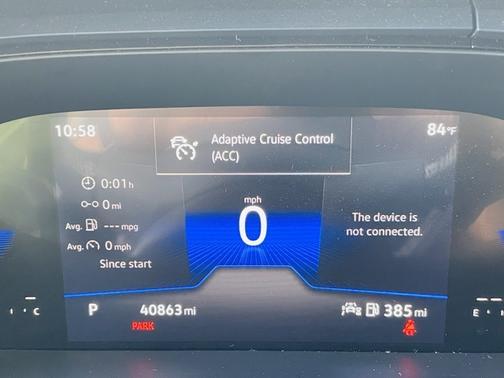 10:58
84°F
Adaptive Cruise Control
(ACC)
0:01 h
0 mi
Avg. --- mpg
Avg. 0 mph
Since start
mph
0
The device is
not connected.
P
40863 mi
385 mi
PARK
C